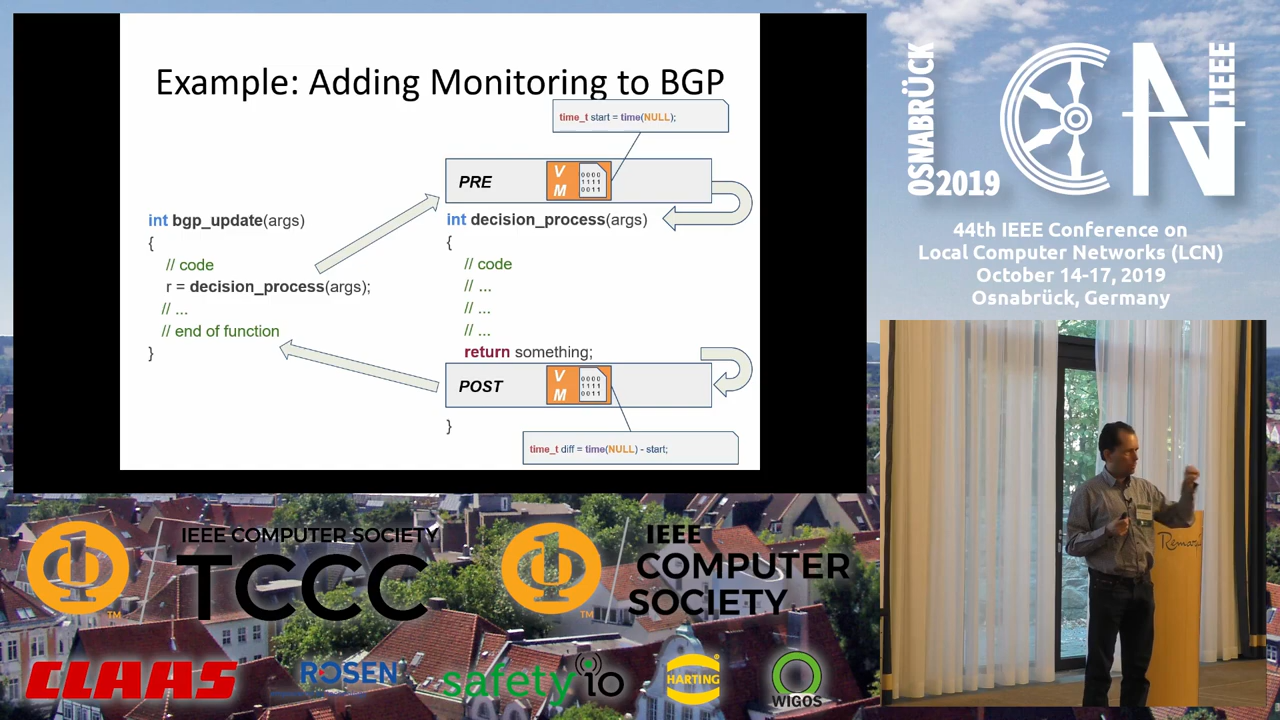 Example: Adding Monitoring to BGP
time_t start = time(NULL);
PRE
V
M
0000
1111
0011
int bgp_update(args)
{
// code
r = decision_process(args);
// ...
// end of function
}
int decision_process(args)
{
// code
// ...
// ...
// ...
return something;
POST
V
M
0000
1111
0011
}
time_t diff = time(NULL) - start;
OSNABRÜCK
2019
LCN
IEEE
44th IEEE Conference on
Local Computer Networks (LCN)
October 14-17, 2019
Osnabrück, Germany
IEEE COMPUTER SOCIETY
TCCC
TM
IEEE
COMPUTER
SOCIETY
TM
CLAAS
ROSEN
safety io
HARTING
WIGOS